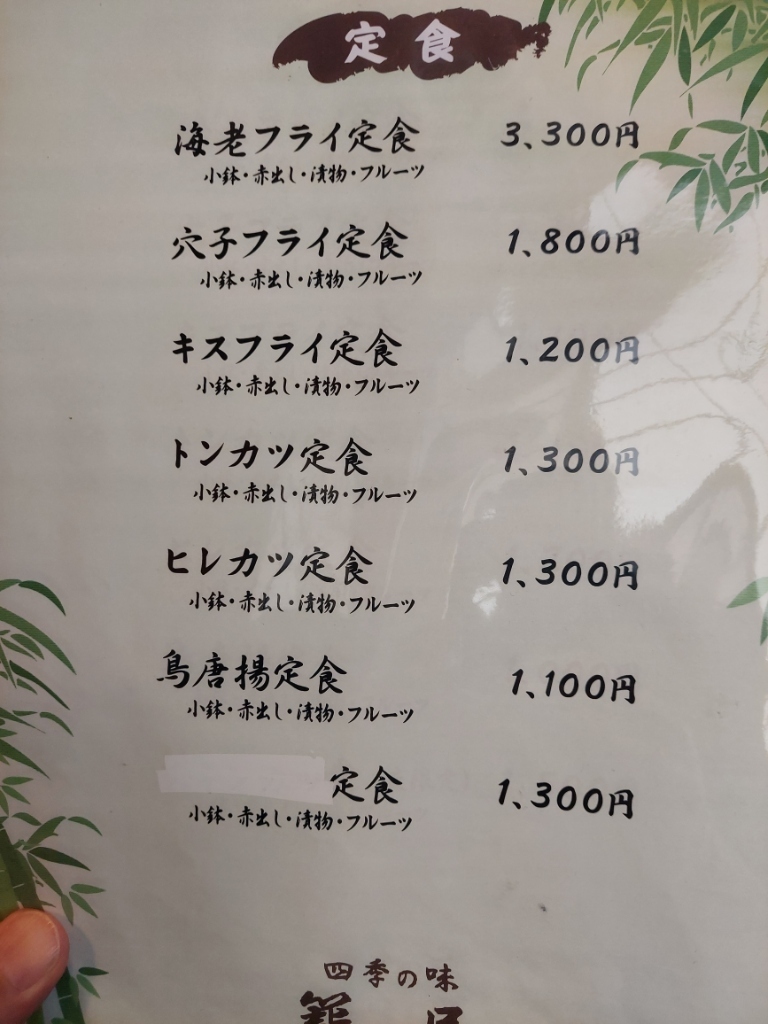 定食
海老フライ定食 3、300円
小鉢・赤出し・漬物・フルーツ
穴子フライ定食 1、800円
小鉢・赤出し・漬物・フルーツ
キスフライ定食 1、200円
小鉢・赤出し・漬物・フルーツ
トンカツ定食 1、300円
小鉢・赤出し・漬物・フルーツ
ヒレカツ定食 1、300円
小鉢・赤出し・漬物・フルーツ
鳥唐揚定食 1、100円
小鉢・赤出し・漬物・フルーツ
定食 1、300円
小鉢・赤出し・漬物・フルーツ
四季の味